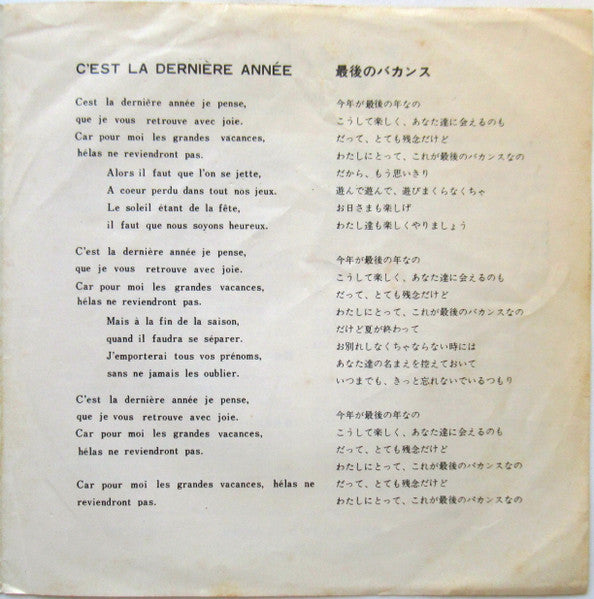 C'EST LA DERNIÈRE ANNÉE
Cest la dernière année je pense,
que je vous retrouve avec joie.
Car pour moi les grandes vacances,
hélas ne reviendront pas.
Alors il faut que l'on se jette,
A coeur perdu dans tout nos jeux.
Le soleil étant de la fête,
il faut que nous soyons heureux.
C'est la dernière année je pense,
que je vous retrouve avec joie.
Car pour moi les grandes vacances,
hélas ne reviendront pas.
Mais à la fin de la saison,
quand il faudra se séparer.
J'emporterai tous vos prénoms,
sans ne jamais les oublier.
C'est la dernière année je pense,
que je vous retrouve avec joie.
Car pour moi les grandes vacances,
hélas ne reviendront pas.
Car pour moi les grandes vacances, hélas ne
reviendront pas.
最後のバカンス
今年が最後の年なの
こうして楽しく、あなた達に会えるのも
だって、とても残念だけど
わたしにとって、これが最後のバカンスなの
だから、もう思いきり
遊んで遊んで、遊びまくらなくちゃ
お日さまも楽しげ
わたし達も楽しくやりましょう
今年が最後の年なの
こうして楽しく、あなた達に会えるのも
だって、とても残念だけど
わたしにとって、これが最後のバカンスなの
だけど夏が終わって
お別れしなくちゃならない時には
あなた達の名まえを控えておいて
いつまでも、きっと忘れないでいるつもり
今年が最後の年なの
こうして楽しく、あなた達に会えるのも
だって、とても残念だけど
わたしにとって、これが最後のバカンスなの
だって、とても残念だけど
わたしにとって、これが最後のバカンスなの